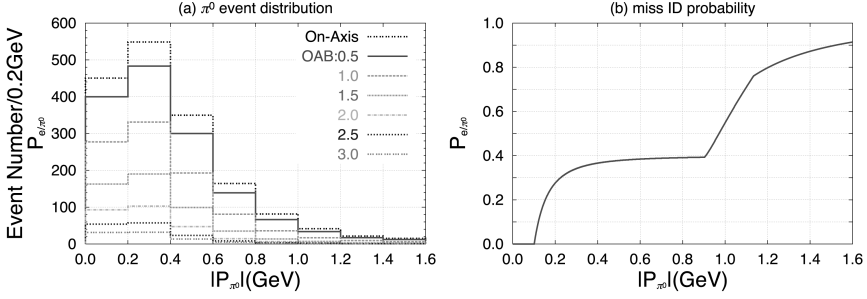 (a) π⁰ event distribution
Event Number/0.2GeV
P e/π⁰
600
500
400
300
200
100
0
On-Axis
OAB:0.5
1.0
1.5
2.0
2.5
3.0
0.0 0.2 0.4 0.6 0.8 1.0 1.2 1.4 1.6
|P π⁰|(GeV)
(b) miss ID probability
P e/π⁰
1.0
0.8
0.6
0.4
0.2
0.0
0.0 0.2 0.4 0.6 0.8 1.0 1.2 1.4 1.6
|P π⁰|(GeV)